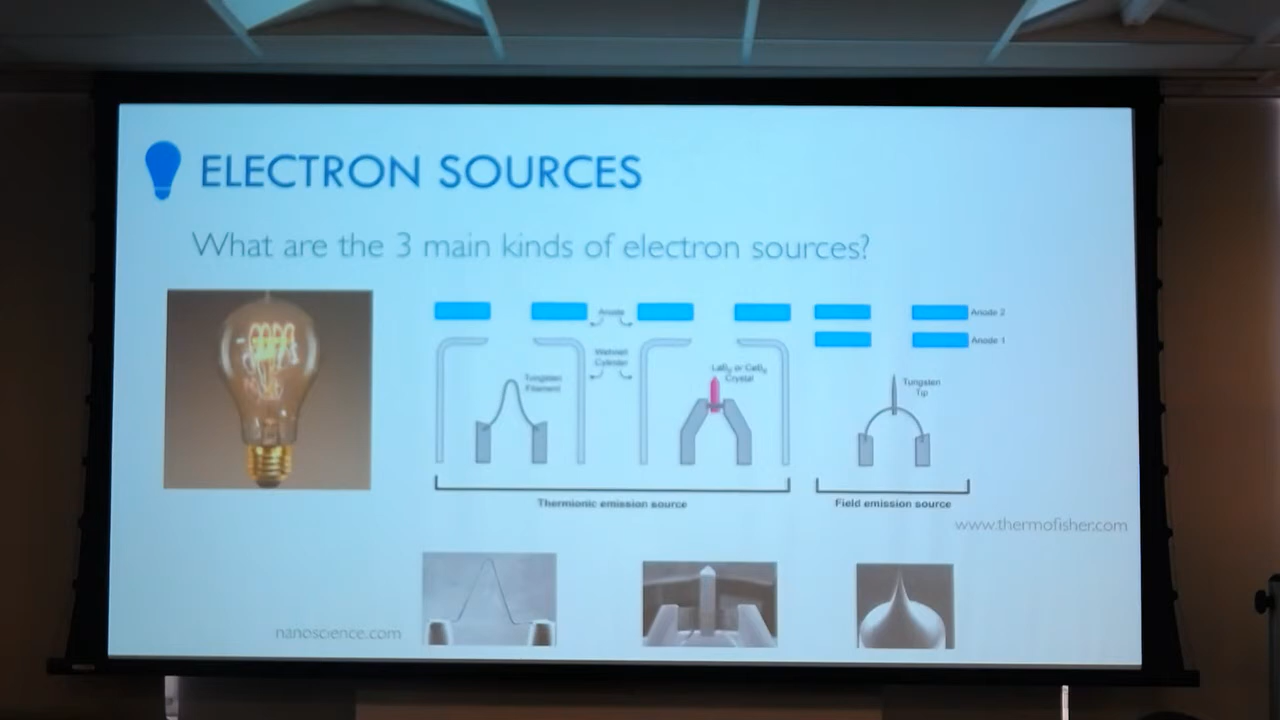 ELECTRON SOURCES
What are the 3 main kinds of electron sources?
Anode
Anode 2
Anode 1
Wehnelt
Cylinder
Tungsten
Filament
LaB₆ or CeB₆
Crystal
Tungsten
Tip
Thermionic emission source
Field emission source
www.thermofisher.com
nanoscience.com